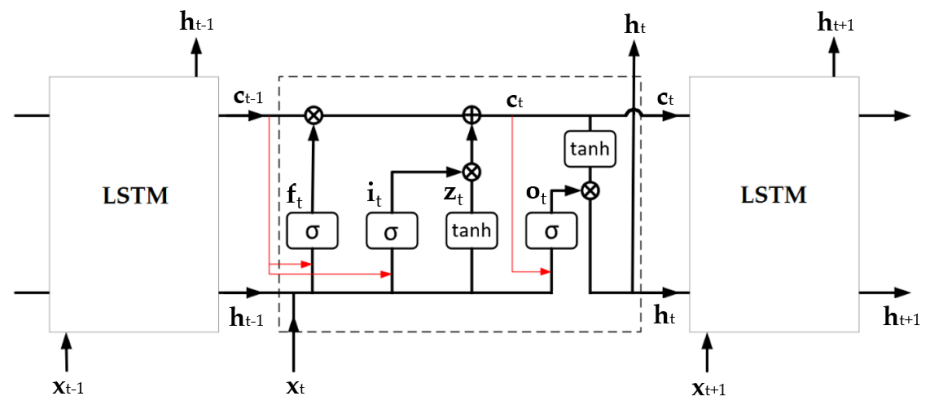 h t-1
h t
h t+1
c t-1
c t
c t
tanh
LSTM
f t
i t
z t
o t
LSTM
σ
σ
tanh
σ
h t-1
h t
h t+1
x t-1
x t
x t+1